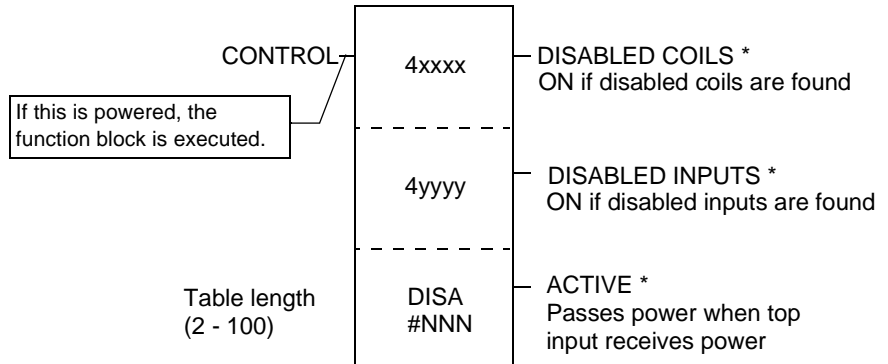 CONTROL
4xxxx
DISABLED COILS *
ON if disabled coils are found
If this is powered, the
function block is executed.
4yyyy
DISABLED INPUTS *
ON if disabled inputs are found
Table length
(2 - 100)
DISA
#NNN
ACTIVE *
Passes power when top
input receives power